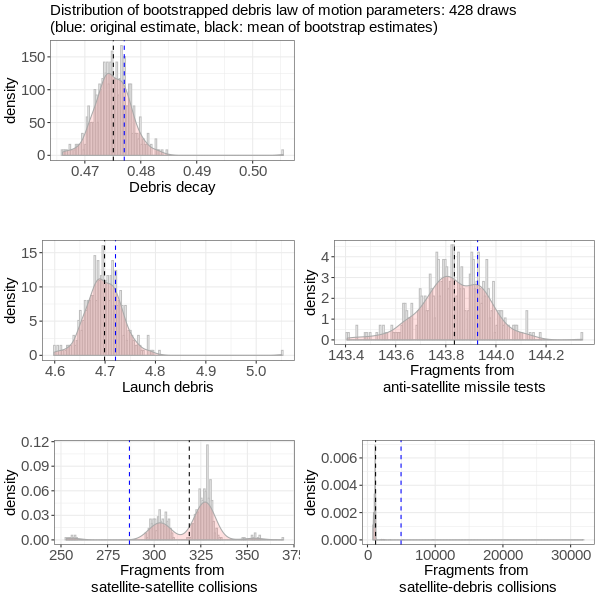 Distribution of bootstrapped debris law of motion parameters: 428 draws
(blue: original estimate, black: mean of bootstrap estimates)
density
150
100
50
0
0.47 0.48 0.49 0.50
Debris decay
density
15
10
5
0
4.6 4.7 4.8 4.9 5.0
Launch debris
density
4
3
2
1
0
143.4 143.6 143.8 144.0 144.2
Fragments from
anti-satellite missile tests
density
0.12
0.09
0.06
0.03
0.00
250 275 300 325 350 375
Fragments from
satellite-satellite collisions
density
0.006
0.004
0.002
0.000
0 10000 20000 30000
Fragments from
satellite-debris collisions